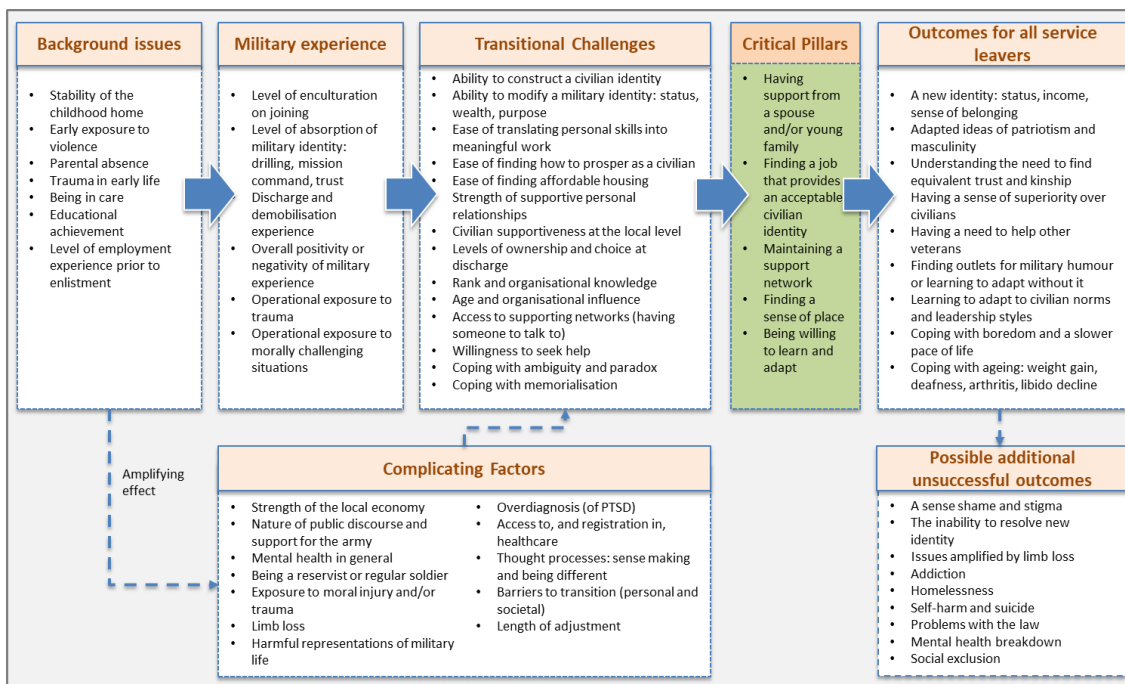 Background issues
• Stability of the
childhood home
• Early exposure to
violence
• Parental absence
• Trauma in early life
• Being in care
• Educational
achievement
• Level of employment
experience prior to
enlistment
Military experience
• Level of enculturation
on joining
• Level of absorption of
military identity:
drilling, mission
command, trust
• Discharge and
demobilisation
experience
• Overall positivity or
negativity of military
experience
• Operational exposure to
trauma
• Operational exposure to
morally challenging
situations
Transitional Challenges
• Ability to construct a civilian identity
• Ability to modify a military identity: status,
wealth, purpose
• Ease of translating personal skills into
meaningful work
• Ease of finding how to prosper as a civilian
• Ease of finding affordable housing
• Strength of supportive personal
relationships
• Civilian supportiveness at the local level
• Levels of ownership and choice at
discharge
• Rank and organisational knowledge
• Age and organisational influence
• Access to supporting networks (having
someone to talk to)
• Willingness to seek help
• Coping with ambiguity and paradox
• Coping with memorialisation
Critical Pillars
• Having
support from
a spouse
and/or young
family
• Finding a job
that provides
an acceptable
civilian
identity
• Maintaining a
support
network
• Finding a
sense of place
• Being willing
to learn and
adapt
Outcomes for all service
leavers
• A new identity: status, income,
sense of belonging
• Adapted ideas of patriotism and
masculinity
• Understanding the need to find
equivalent trust and kinship
• Having a sense of superiority over
civilians
• Having a need to help other
veterans
• Finding outlets for military humour
or learning to adapt without it
• Learning to adapt to civilian norms
and leadership styles
• Coping with boredom and a slower
pace of life
• Coping with ageing: weight gain,
deafness, arthritis, libido decline
Amplifying
effect
Complicating Factors
• Strength of the local economy
• Nature of public discourse and
support for the army
• Mental health in general
• Being a reservist or regular soldier
• Exposure to moral injury and/or
trauma
• Limb loss
• Harmful representations of military
life
• Overdiagnosis (of PTSD)
• Access to, and registration in,
healthcare
• Thought processes: sense making
and being different
• Barriers to transition (personal and
societal)
• Length of adjustment
Possible additional
unsuccessful outcomes
• A sense shame and stigma
• The inability to resolve new
identity
• Issues amplified by limb loss
• Addiction
• Homelessness
• Self-harm and suicide
• Problems with the law
• Mental health breakdown
• Social exclusion